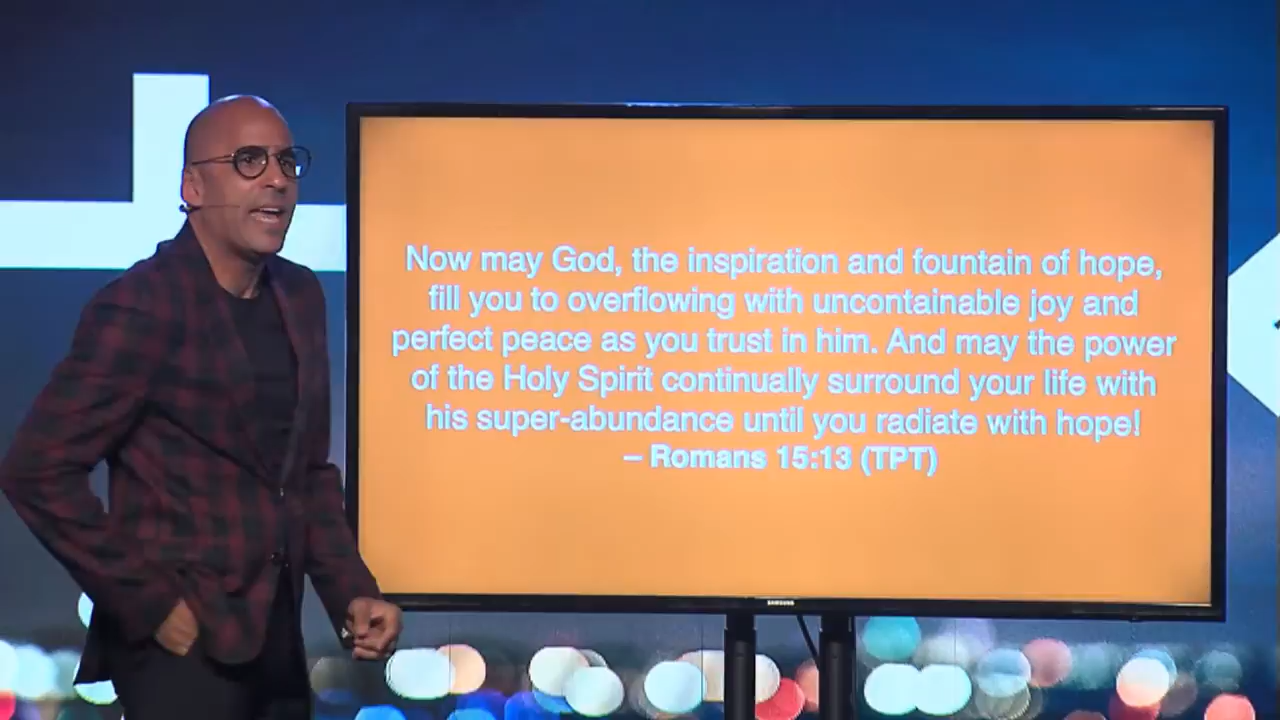 Now may God, the inspiration and fountain of hope,
fill you to overflowing with uncontainable joy and
perfect peace as you trust in him. And may the power
of the Holy Spirit continually surround your life with
his super-abundance until you radiate with hope!
– Romans 15:13 (TPT)
SAMSUNG